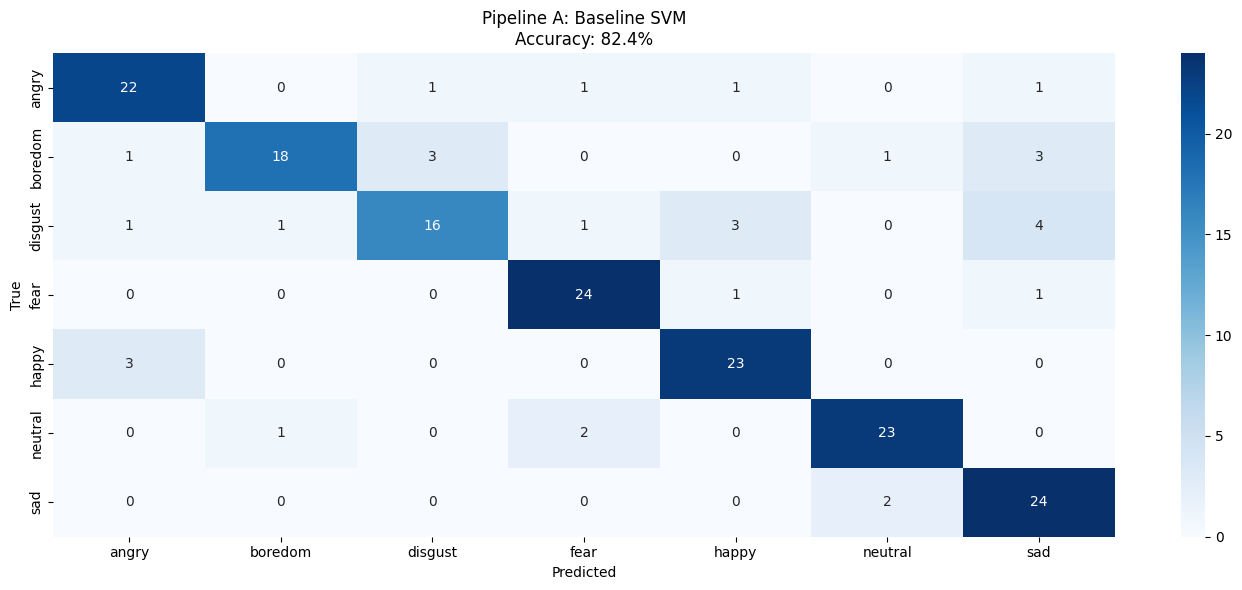 Pipeline A: Baseline SVM
Accuracy: 82.4%
angry 22 0 1 1 1 0 1
boredom 1 18 3 0 0 1 3
disgust 1 1 16 1 3 0 4
fear 0 0 0 24 1 0 1
happy 3 0 0 0 23 0 0
neutral 0 1 0 2 0 23 0
sad 0 0 0 0 0 2 24
True
angry boredom disgust fear happy neutral sad
Predicted
20
15
10
5
0